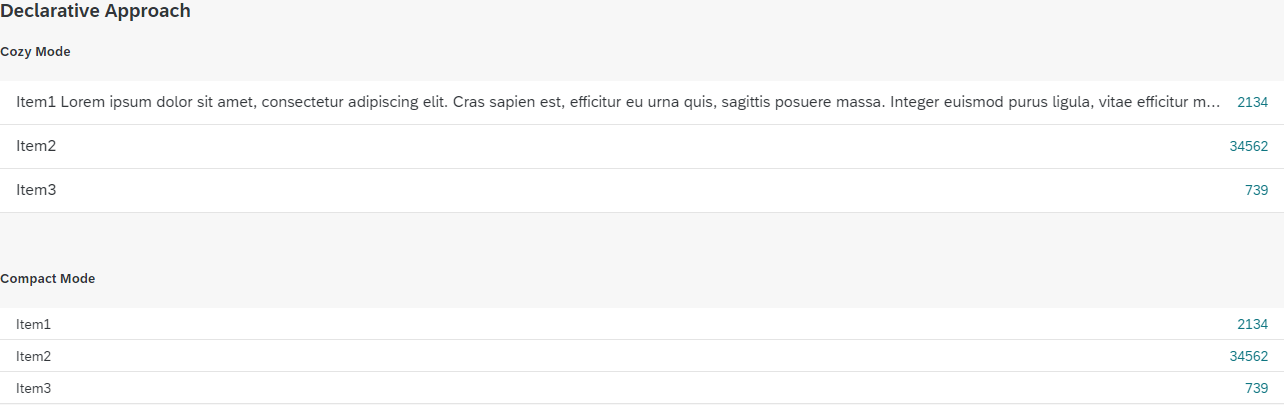 Declarative Approach
Cozy Mode
Item1 Lorem ipsum dolor sit amet, consectetur adipiscing elit. Cras sapien est, efficitur eu urna quis, sagittis posuere massa. Integer euismod purus ligula, vitae efficitur m... 2134
Item2 34562
Item3 739
Compact Mode
Item1 2134
Item2 34562
Item3 739